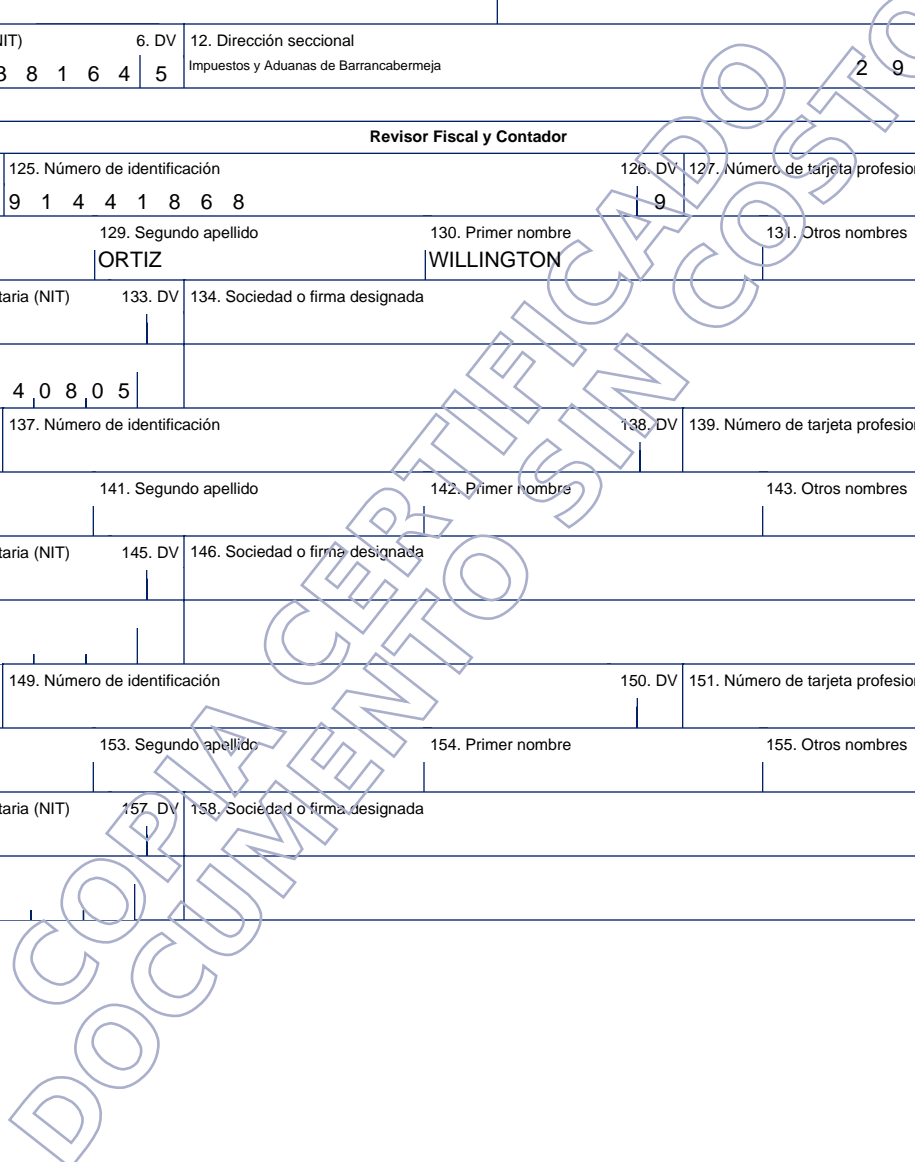 IIT) 6. DV 12. Dirección seccional
8 8 1 6 4 5 Impuestos y Aduanas de Barrancabermeja 2 9
Revisor Fiscal y Contador
125. Número de identificación 126. DV 127. Número de tarjeta profesion
9 1 4 4 1 8 6 8 9
129. Segundo apellido 130. Primer nombre 131. Otros nombres
ORTIZ WILLINGTON
taria (NIT) 133. DV 134. Sociedad o firma designada
4 0 8 0 5
137. Número de identificación 138. DV 139. Número de tarjeta profesion
141. Segundo apellido 142. Primer nombre 143. Otros nombres
taria (NIT) 145. DV 146. Sociedad o firma designada
149. Número de identificación 150. DV 151. Número de tarjeta profesion
153. Segundo apellido 154. Primer nombre 155. Otros nombres
taria (NIT) 157. DV 158. Sociedad o firma designada
COPIA CERTIFICADO
DOCUMENTO SIN COSTO